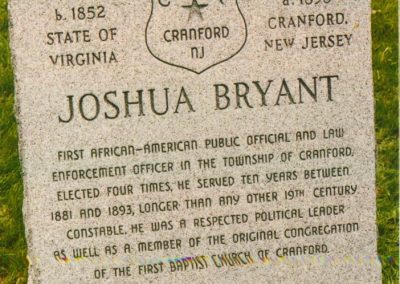 b. 1852
STATE OF
VIRGINIA
CRANFORD
NJ
CRANFORD,
NEW JERSEY
JOSHUA BRYANT
FIRST AFRICAN-AMERICAN PUBLIC OFFICIAL AND LAW
ENFORCEMENT OFFICER IN THE TOWNSHIP OF CRANFORD,
ELECTED FOUR TIMES, HE SERVED TEN YEARS BETWEEN
1881 AND 1893, LONGER THAN ANY OTHER 19TH CENTURY
CONSTABLE. HE WAS A RESPECTED POLITICAL LEADER
AS WELL AS A MEMBER OF THE ORIGINAL CONGREGATION
OF THE FIRST BAPTIST CHURCH OF CRANFORD.